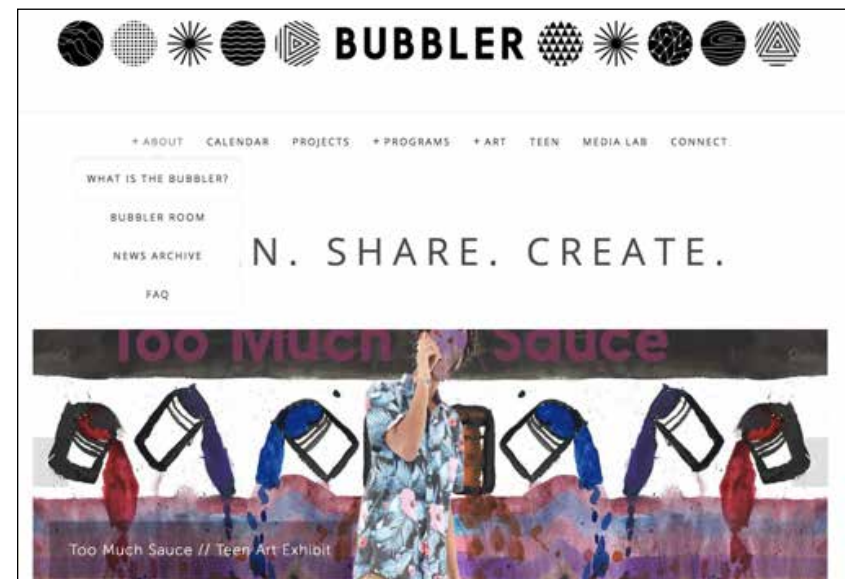 BUBBLER
+ ABOUT CALENDAR PROJECTS + PROGRAMS + ART TEEN MEDIA LAB CONNECT
WHAT IS THE BUBBLER?
BUBBLER ROOM
NEWS ARCHIVE
FAQ
N. SHARE. CREATE.
Too Much Sauce
Too Much Sauce // Teen Art Exhibit